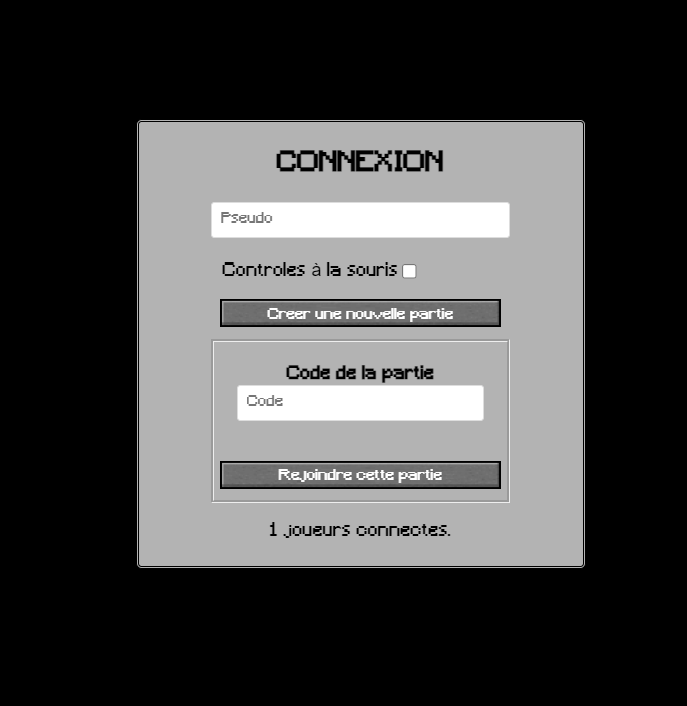 CONNEXION
Pseudo
Controles à la souris
Creer une nouvelle partie
Code de la partie
Code
Rejoindre cette partie
1 joueurs connectes.